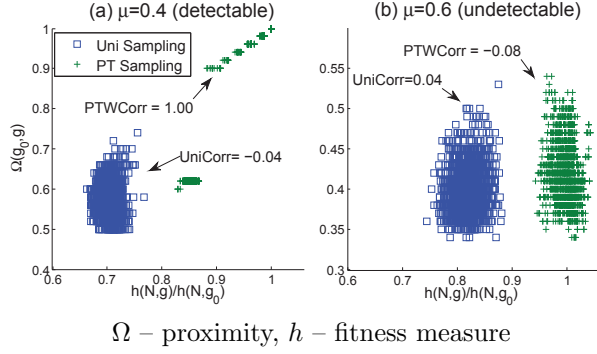 (a) μ=0.4 (detectable)
(b) μ=0.6 (undetectable)
Uni Sampling
PT Sampling
PTWCorr = 1.00
UniCorr= −0.04
PTWCorr = −0.08
UniCorr=0.04
Ω(g0,g)
1
0.9
0.8
0.7
0.6
0.5
0.4
0.6 0.7 0.8 0.9 1
h(N,g)/h(N,g0)
0.55
0.5
0.45
0.4
0.35
0.3
0.6 0.7 0.8 0.9 1
h(N,g)/h(N,g0)
Ω – proximity, h – fitness measure